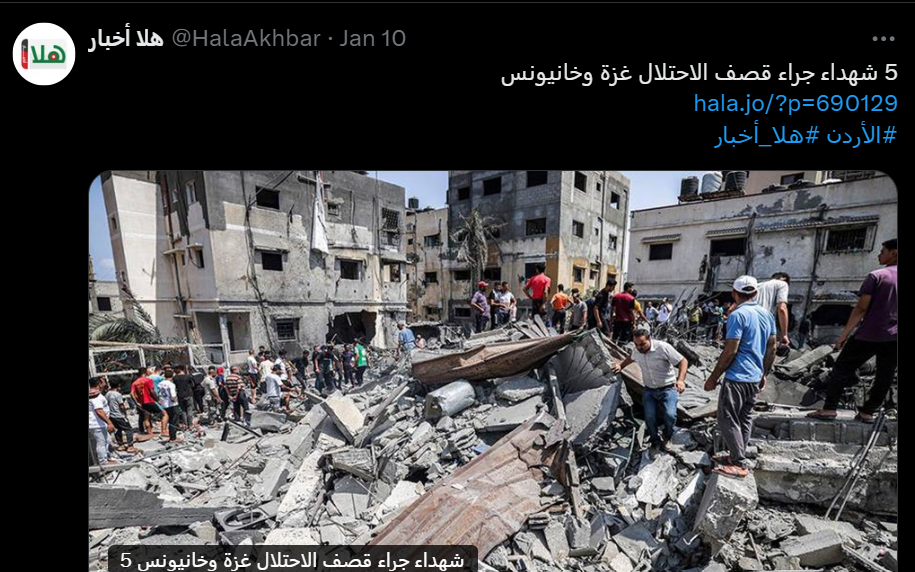 هلا أخبار @HalaAkhbar · Jan 10
هلا
5 شهداء جراء قصف الاحتلال غزة وخانيونس
hala.jo/?p=690129
#الأردن #هلا_أخبار
شهداء جراء قصف الاحتلال غزة وخانيونس 5